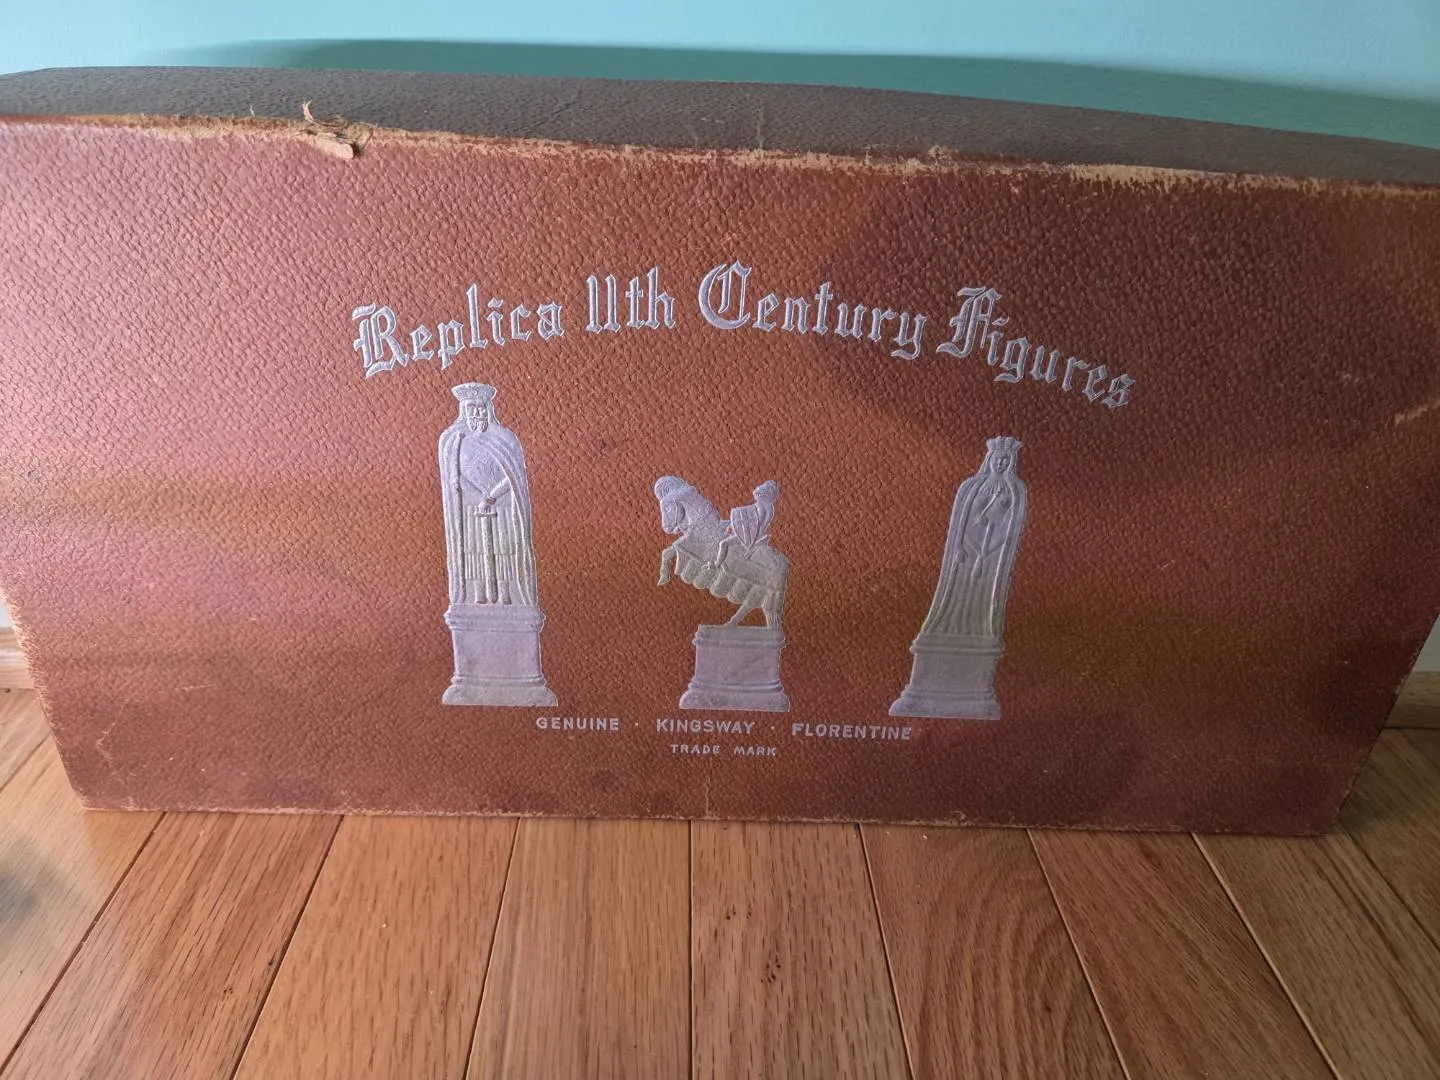 Replica 11th Century Figures
GENUINE · KINGSWAY · FLORENTINE
TRADE MARK